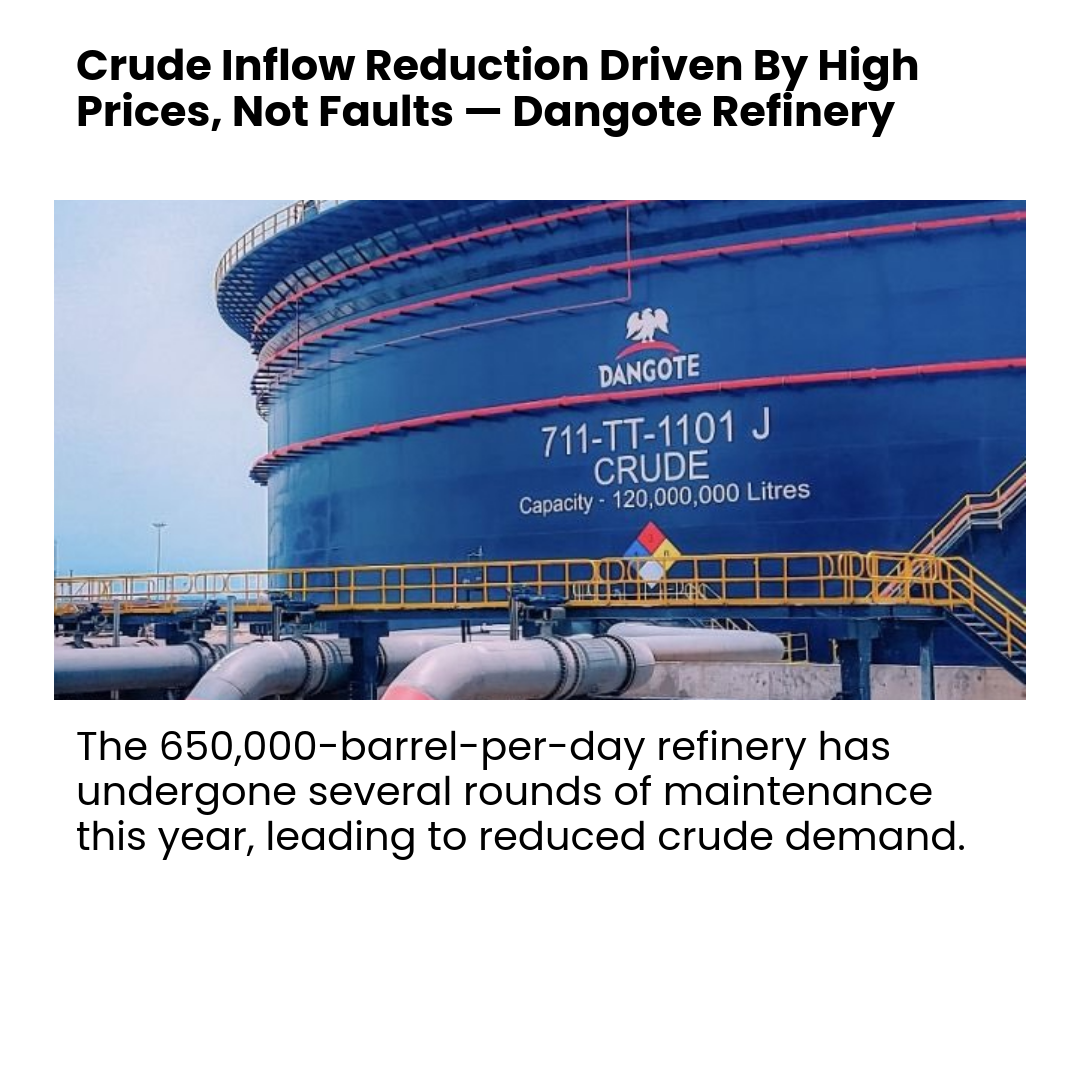 Crude Inflow Reduction Driven By High
Prices, Not Faults — Dangote Refinery
DANGOTE
711-TT-1101 J
CRUDE
Capacity - 120,000,000 Litres
The 650,000-barrel-per-day refinery has
undergone several rounds of maintenance
this year, leading to reduced crude demand.